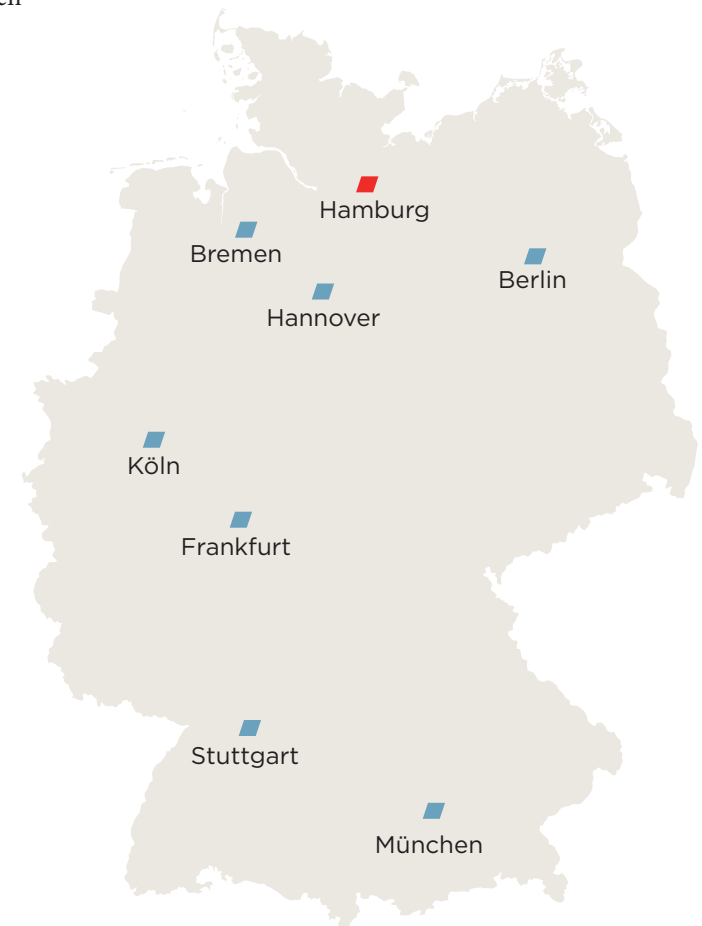 Hamburg
Bremen
Berlin
Hannover
Köln
Frankfurt
Stuttgart
München